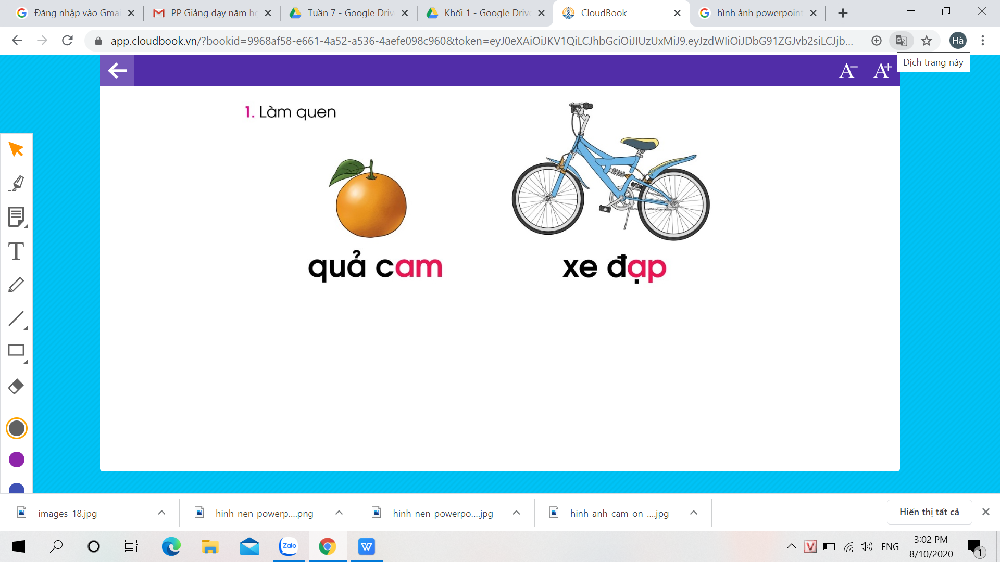 Đăng nhập vào Gmai
PP Giảng dạy năm họ
Tuần 7 - Google Driv
Khối 1 - Google Drive
CloudBook
hình ảnh powerpoint
app.cloudbook.vn/?bookid=9968af58-e661-4a52-a536-4aefe098c960&token=eyJ0eXAiOiJKV1QiLCJhbGciOiJIUzUxMiJ9.eyJzdWIiOiJDbG91ZGJvb2siLCJjb...
Hà
Dịch trang này
A- A+
1. Làm quen
T
quả cam
xe đạp
images_18.jpg
hinh-nen-powerp....png
hinh-nen-powerpo....jpg
hinh-anh-cam-on-....jpg
Hiển thị tất cả
Zalo
W
V
ENG
3:02 PM
8/10/2020
1